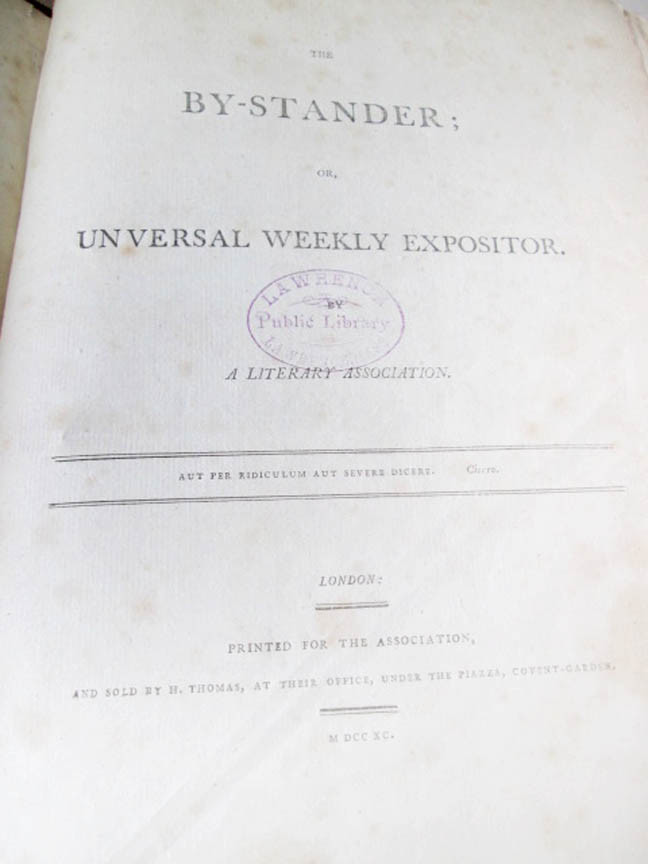 THE
BY-STANDER;
OR,
UNVERSAL WEEKLY EXPOSITOR.
LAWRENCE
BY
Public Library
A LITERARY ASSOCIATION.
AUT PER RIDICULUM AUT SEVERE DICERE. Cicero.
LONDON:
PRINTED FOR THE ASSOCIATION,
AND SOLD BY H. THOMAS, AT THEIR OFFICE, UNDER THE PIAZZA, COVENT-GARDEN.
M DCC XC.